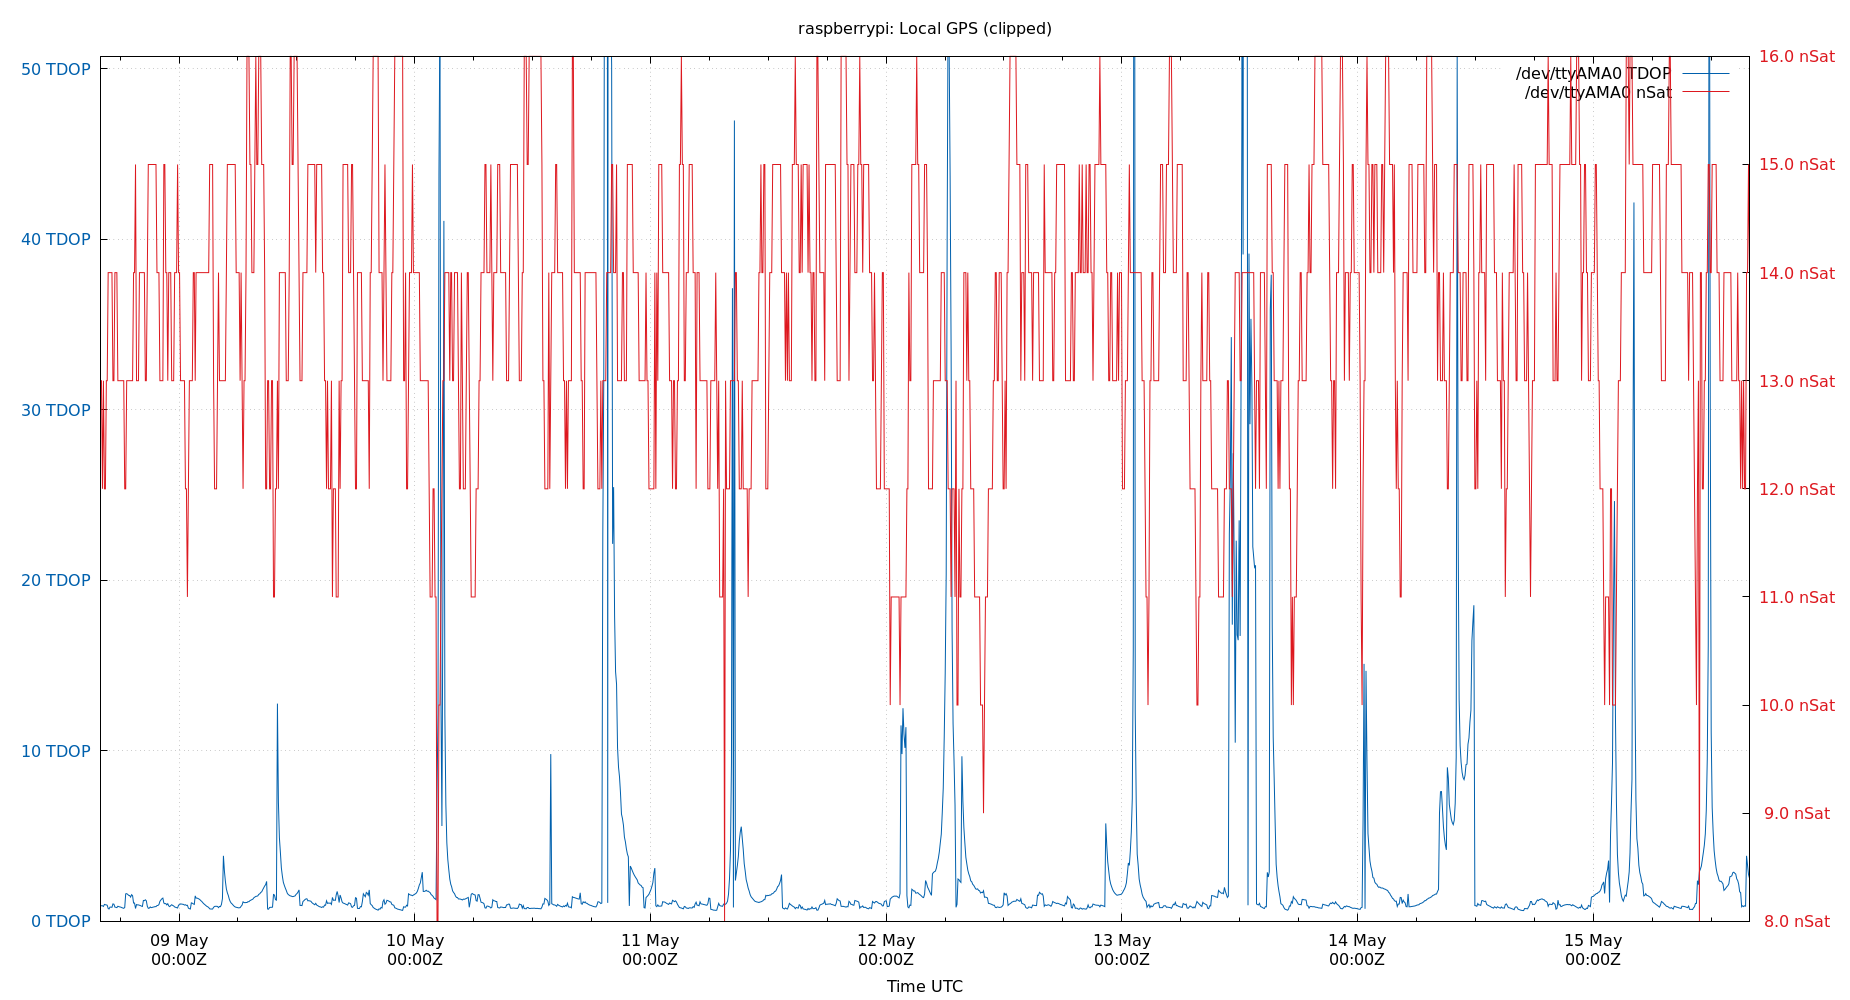 raspberrypi: Local GPS (clipped)
50 TDOP
40 TDOP
30 TDOP
20 TDOP
10 TDOP
0 TDOP
16.0 nSat
15.0 nSat
14.0 nSat
13.0 nSat
12.0 nSat
11.0 nSat
10.0 nSat
9.0 nSat
8.0 nSat
/dev/ttyAMA0 TDOP
/dev/ttyAMA0 nSat
09 May
00:00Z
10 May
00:00Z
11 May
00:00Z
12 May
00:00Z
13 May
00:00Z
14 May
00:00Z
15 May
00:00Z
Time UTC